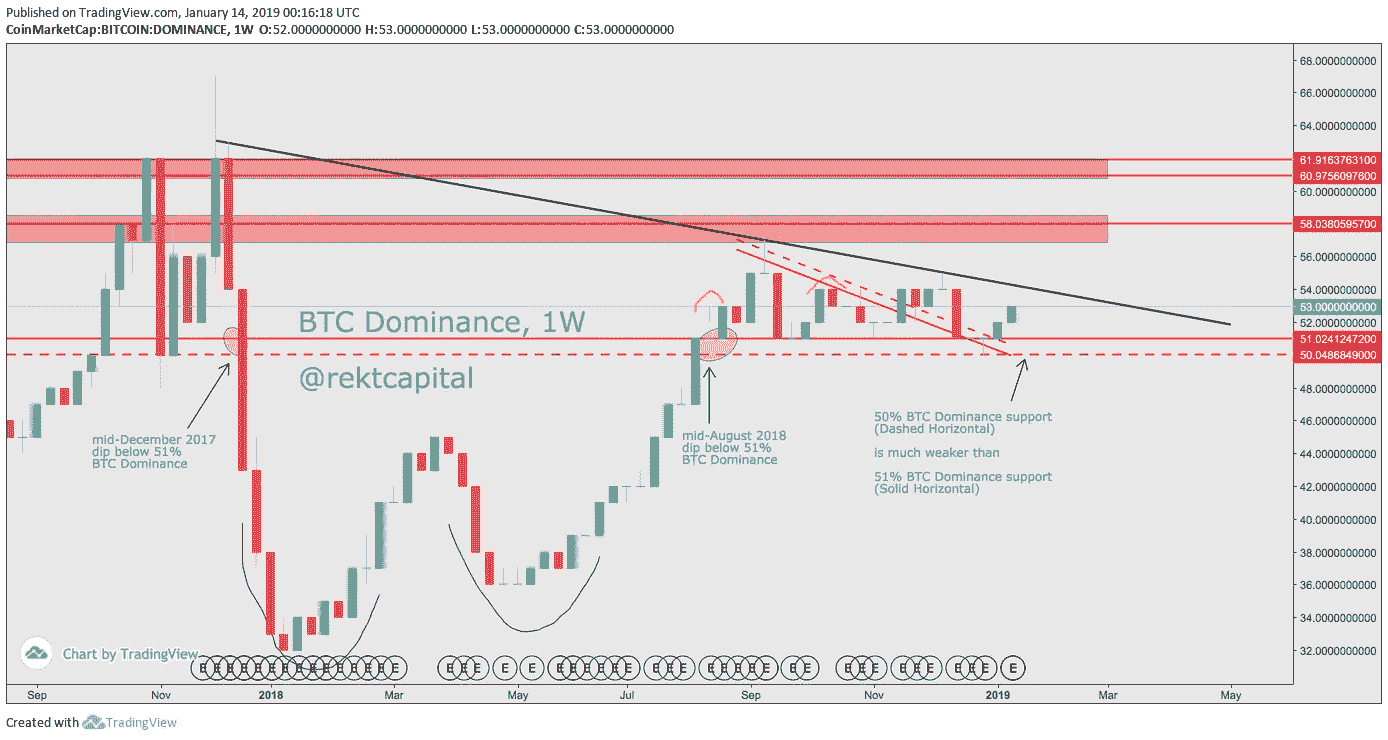 Published on TradingView.com, January 14, 2019 00:16:18 UTC
CoinMarketCap:BITCOIN:DOMINANCE, 1W O:52.0000000000 H:53.0000000000 L:53.0000000000 C:53.0000000000
68.0000000000
66.0000000000
64.0000000000
61.9163763100
60.9756097600
60.0000000000
58.0380595700
56.0000000000
54.0000000000
53.0000000000
52.0000000000
51.0241247200
50.0486849000
48.0000000000
46.0000000000
44.0000000000
42.0000000000
40.0000000000
38.0000000000
36.0000000000
34.0000000000
32.0000000000
BTC Dominance, 1W
@rektcapital
mid-December 2017
dip below 51%
BTC Dominance
mid-August 2018
dip below 51%
BTC Dominance
50% BTC Dominance support
(Dashed Horizontal)
is much weaker than
51% BTC Dominance support
(Solid Horizontal)
Chart by TradingView
E E E E E E E E E E E E E E E E E E E E E E E E E E E E E E E E E E E E E E E E E E E E E E
Sep Nov 2018 Mar May Jul Sep Nov 2019 Mar May
Created with TradingView